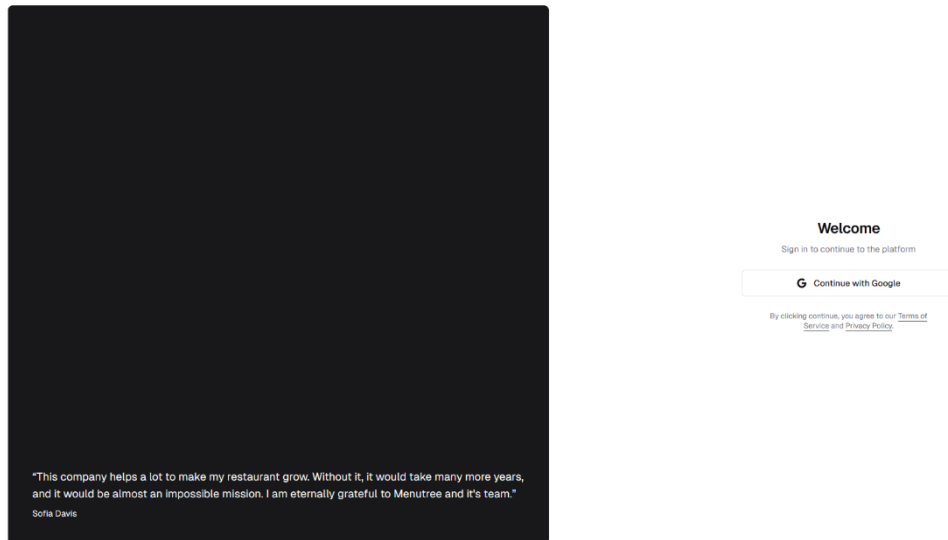 “This company helps a lot to make my restaurant grow. Without it, it would take many more years,
and it would be almost an impossible mission. I am eternally grateful to Menutree and it's team.”
Sofia Davis
Welcome
Sign in to continue to the platform
G Continue with Google
By clicking continue, you agree to our Terms of
Service and Privacy Policy.